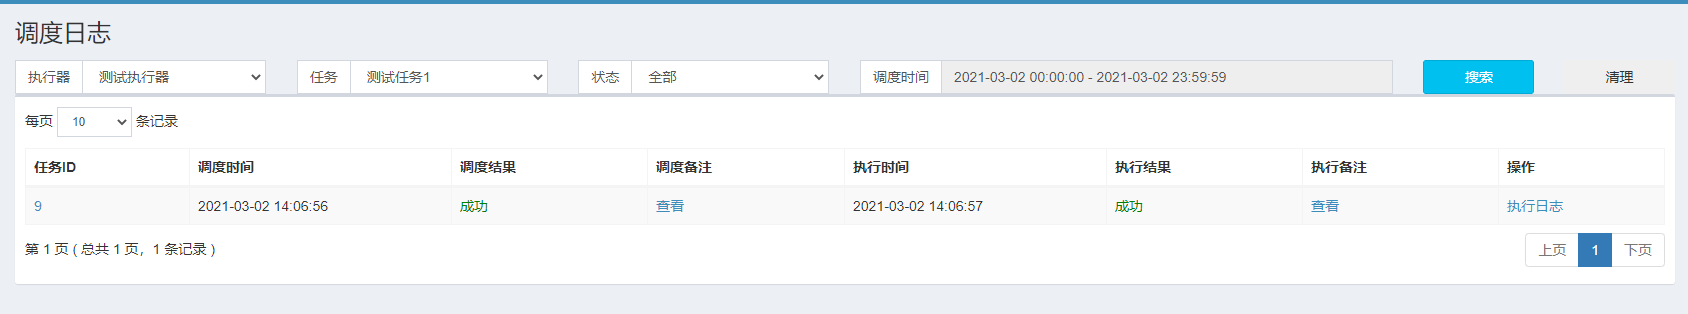 调度日志
执行器 测试执行器 任务 测试任务1 状态 全部 调度时间 2021-03-02 00:00:00 - 2021-03-02 23:59:59 搜索 清理
每页 10 条记录
任务ID 调度时间 调度结果 调度备注 执行时间 执行结果 执行备注 操作
9 2021-03-02 14:06:56 成功 查看 2021-03-02 14:06:57 成功 查看 执行日志
第 1 页 ( 总共 1 页，1 条记录 ) 上页 1 下页